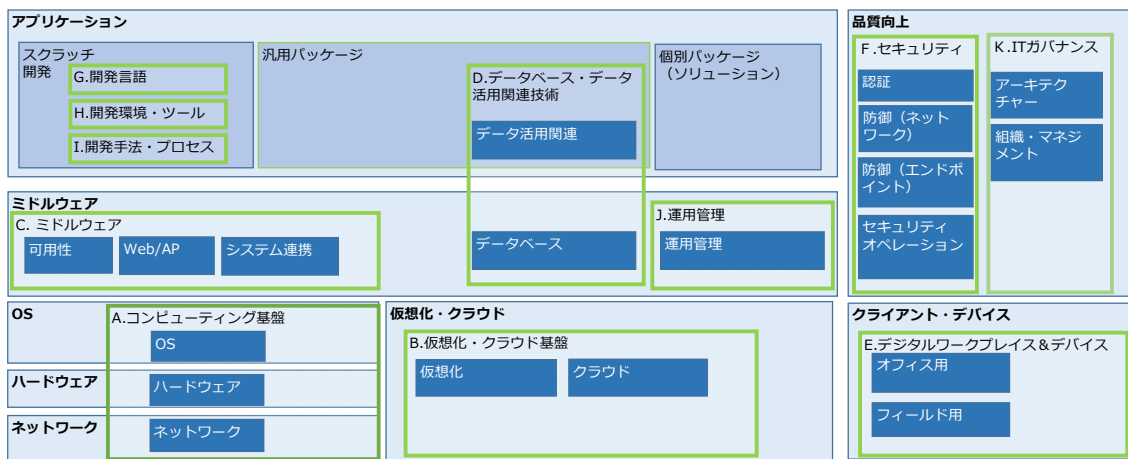 アプリケーション
スクラッチ
開発
G.開発言語
H.開発環境・ツール
I.開発手法・プロセス
汎用パッケージ
D.データベース・データ
活用関連技術
データ活用関連
個別パッケージ
（ソリューション）
ミドルウェア
C. ミドルウェア
可用性
Web/AP
システム連携
データベース
J.運用管理
運用管理
OS
A.コンピューティング基盤
OS
ハードウェア
ハードウェア
ネットワーク
ネットワーク
仮想化・クラウド
B.仮想化・クラウド基盤
仮想化
クラウド
品質向上
F.セキュリティ
認証
防御（ネット
ワーク）
防御（エンドポ
イント）
セキュリティ
オペレーション
K.ITガバナンス
アーキテク
チャー
組織・マネジ
メント
クライアント・デバイス
E.デジタルワークプレイス＆デバイス
オフィス用
フィールド用